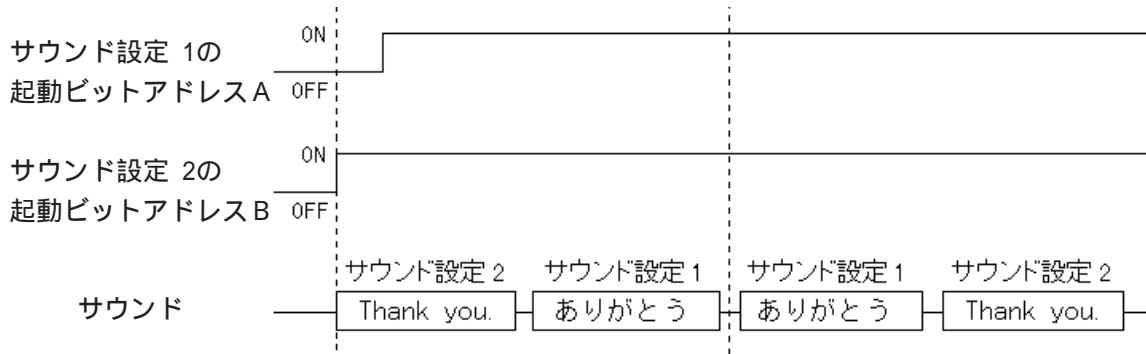 サウンド設定 1の
起動ビットアドレスA
ON
OFF
サウンド設定 2の
起動ビットアドレスB
ON
OFF
サウンド設定 2 サウンド設定 1 サウンド設定 1 サウンド設定 2
サウンド Thank you. ありがとう ありがとう Thank you.